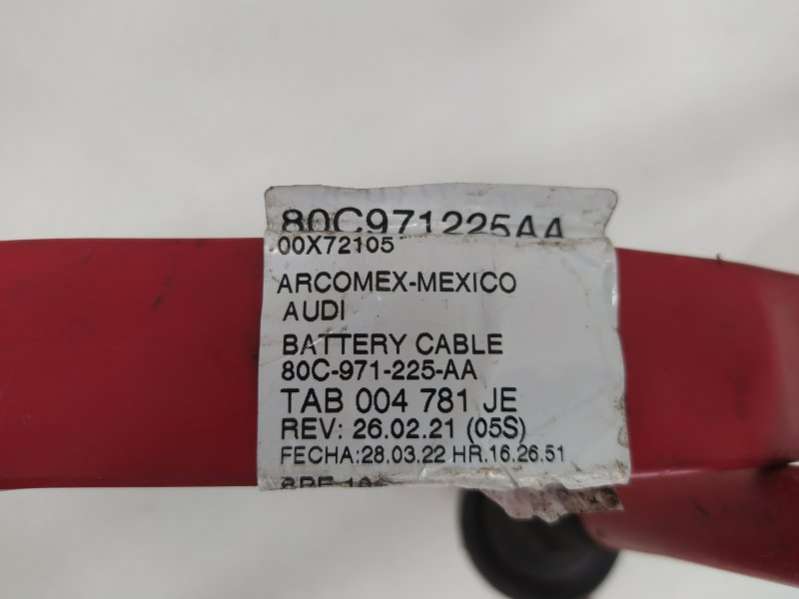 80C971225AA
00X72105
ARCOMEX-MEXICO
AUDI
BATTERY CABLE
80C-971-225-AA
TAB 004 781 JE
REV: 26.02.21 (05S)
FECHA:28.03.22 HR.16.26.51